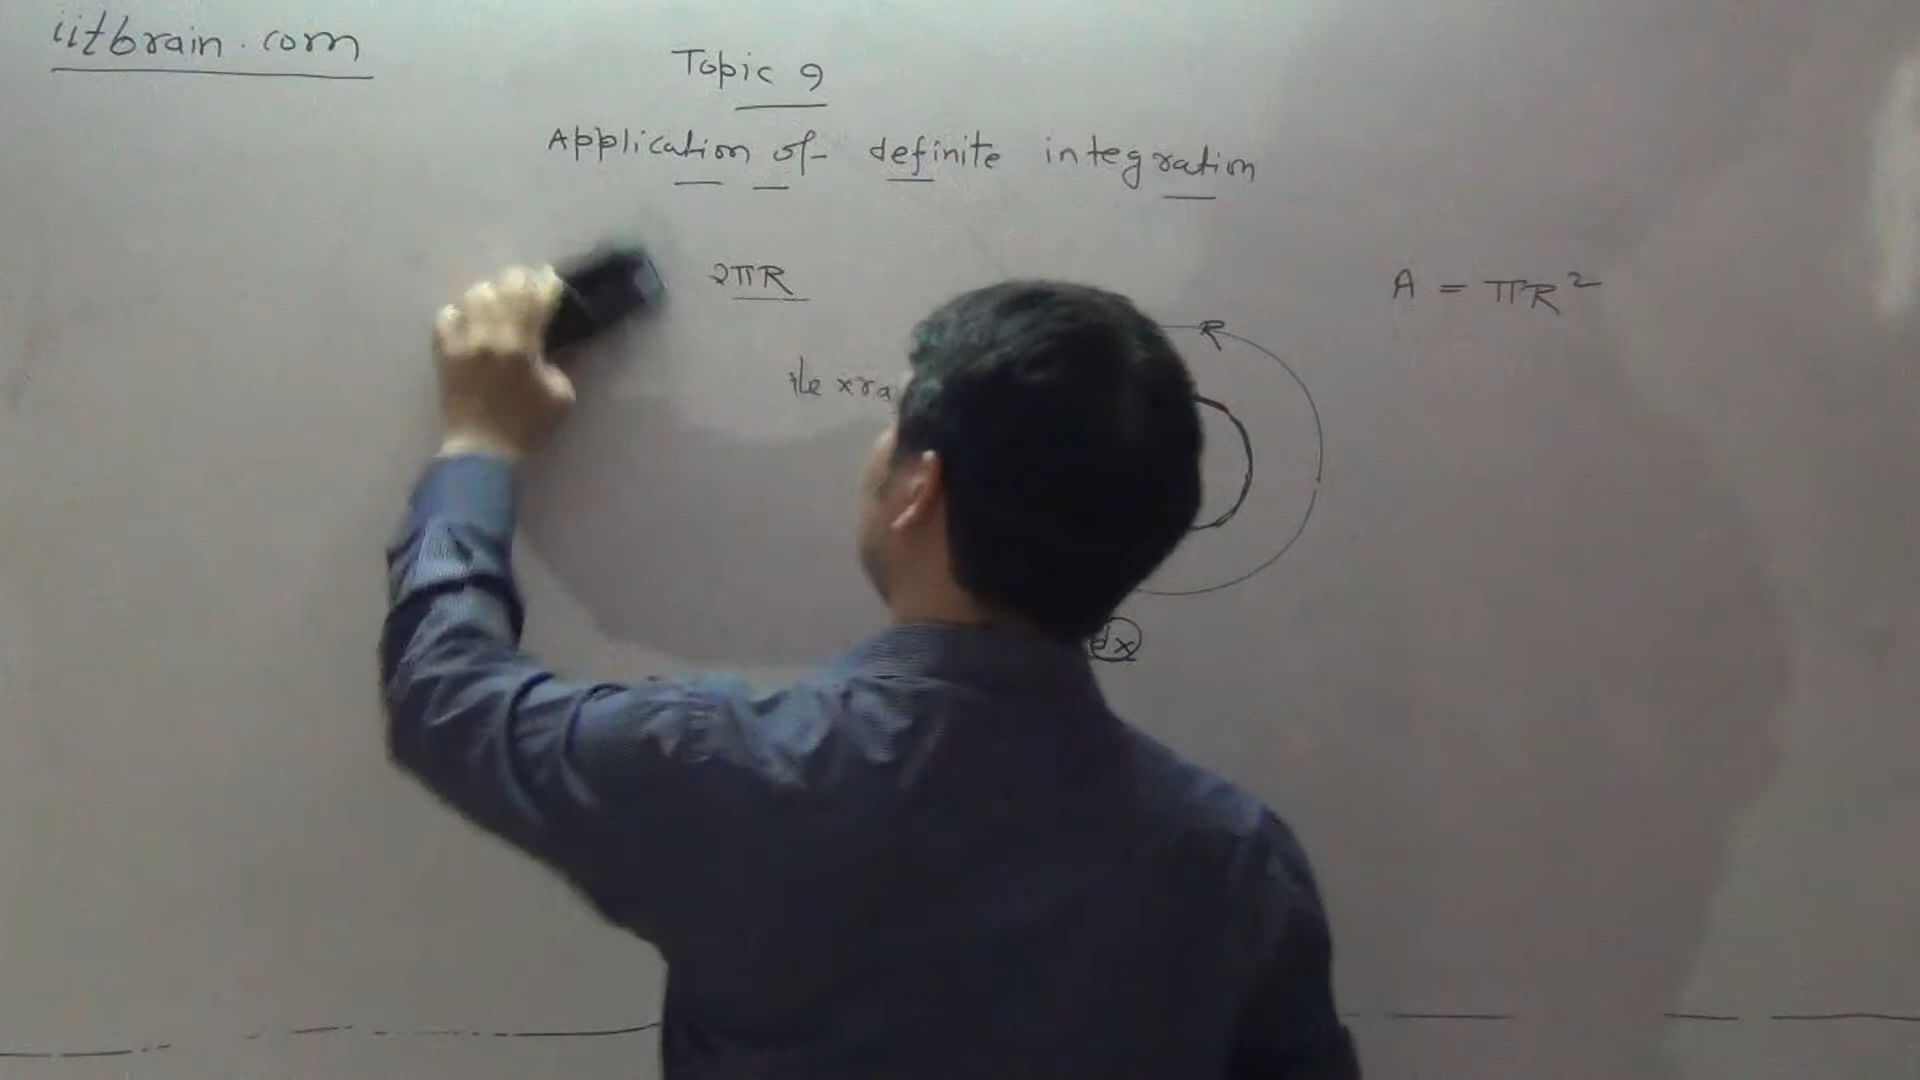 iitbrain.com
Topic 9
Application of definite integration
2πR
A = πR²
R
dx